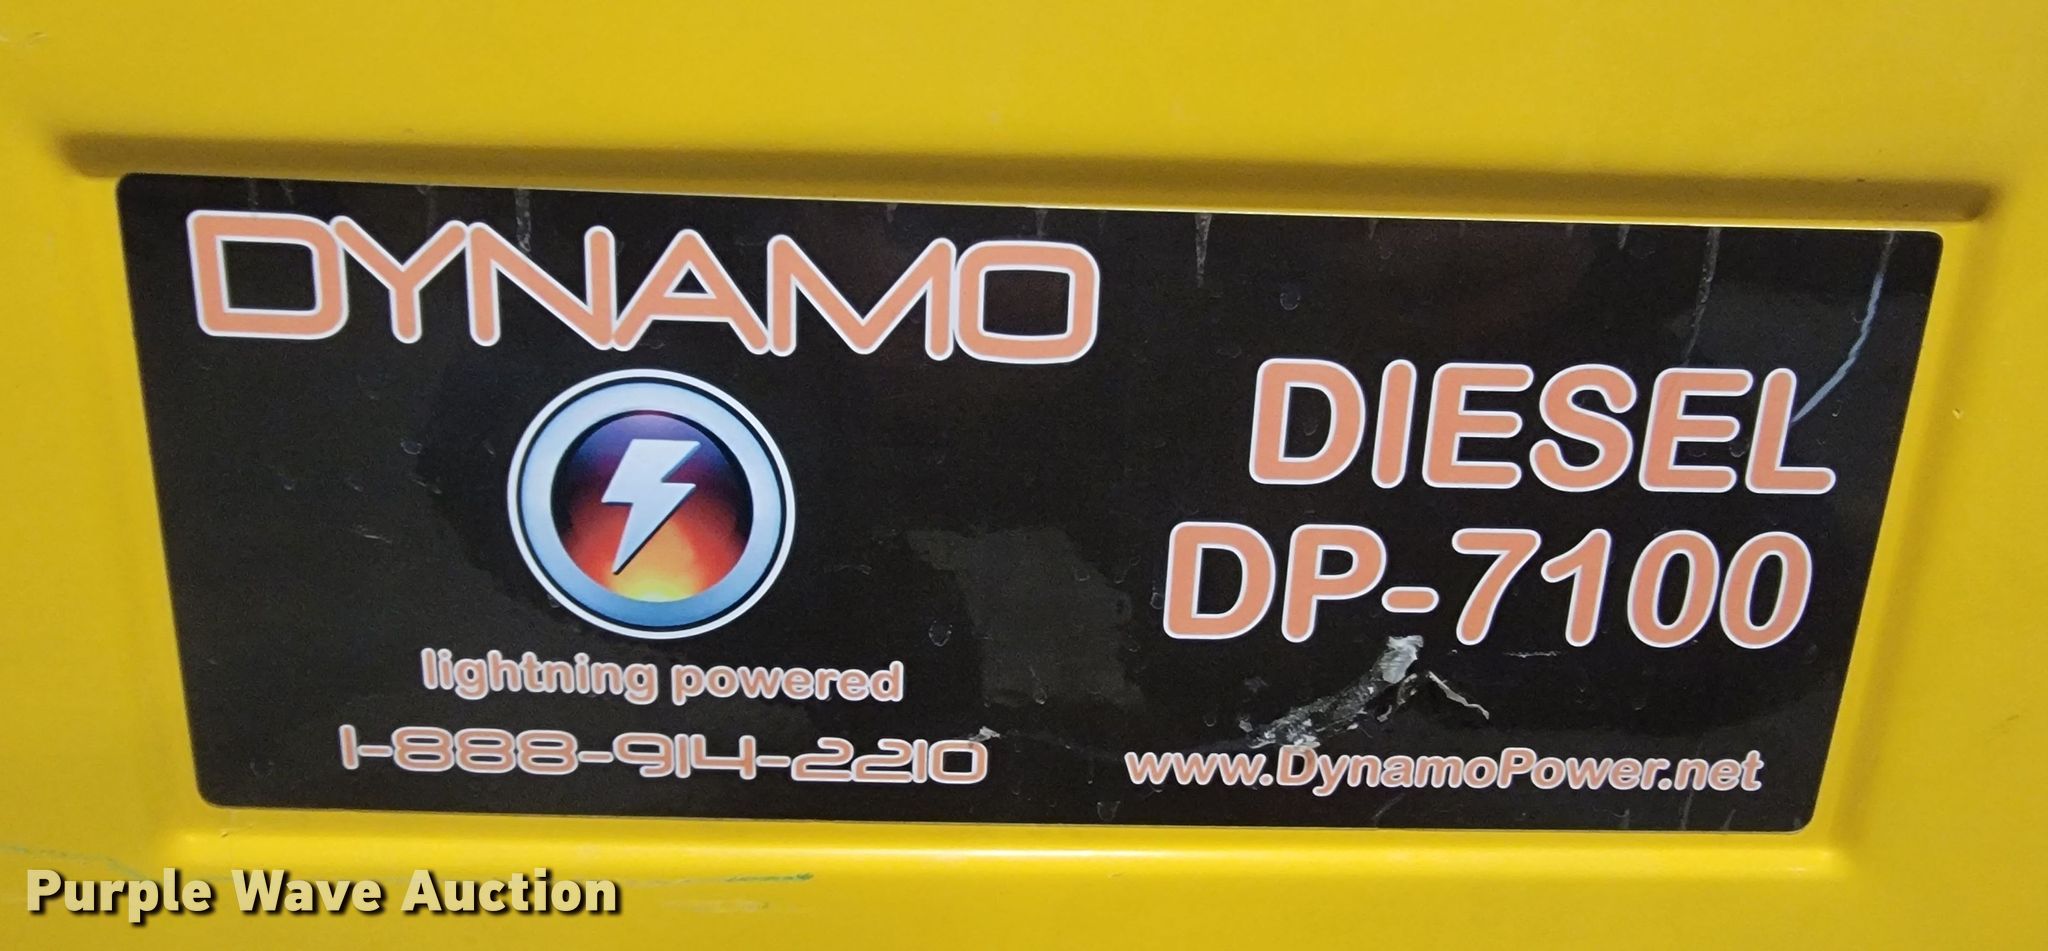 DYNAMO
DIESEL
DP-7100
lightning powered
1-888-914-2210
www.DynamoPower.net
Purple Wave Auction